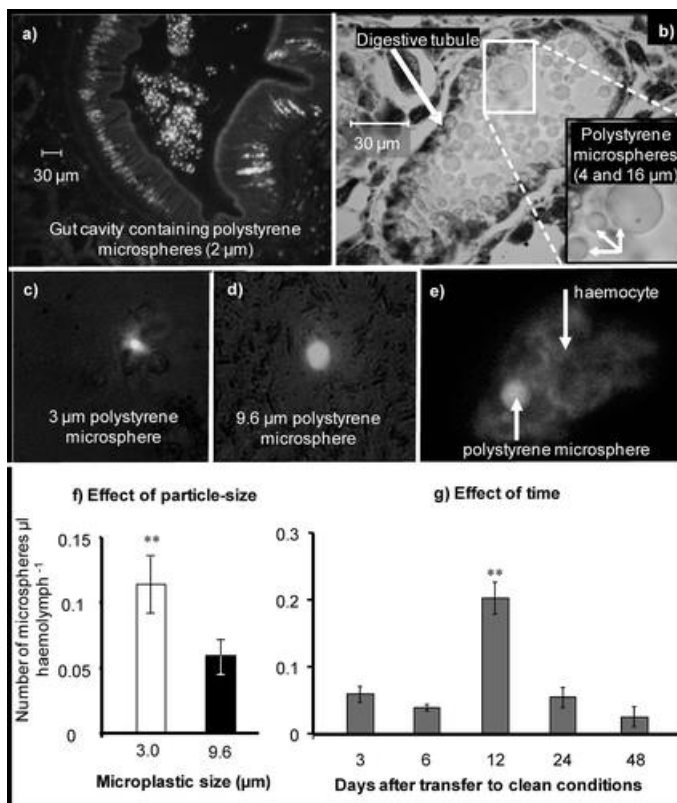 a)
30 µm
Gut cavity containing polystyrene
microspheres (2 µm)
b)
Digestive tubule
30 µm
Polystyrene
microspheres
(4 and 16 µm)
c)
3 µm polystyrene
microsphere
d)
9.6 µm polystyrene
microsphere
e)
haemocyte
polystyrene microsphere
f) Effect of particle-size
Number of microspheres µl
haemolymph -1
0.15
0.1
0.05
0
**
3.0
9.6
Microplastic size (µm)
g) Effect of time
0.3
0.2
0.1
0
**
3
6
12
24
48
Days after transfer to clean conditions